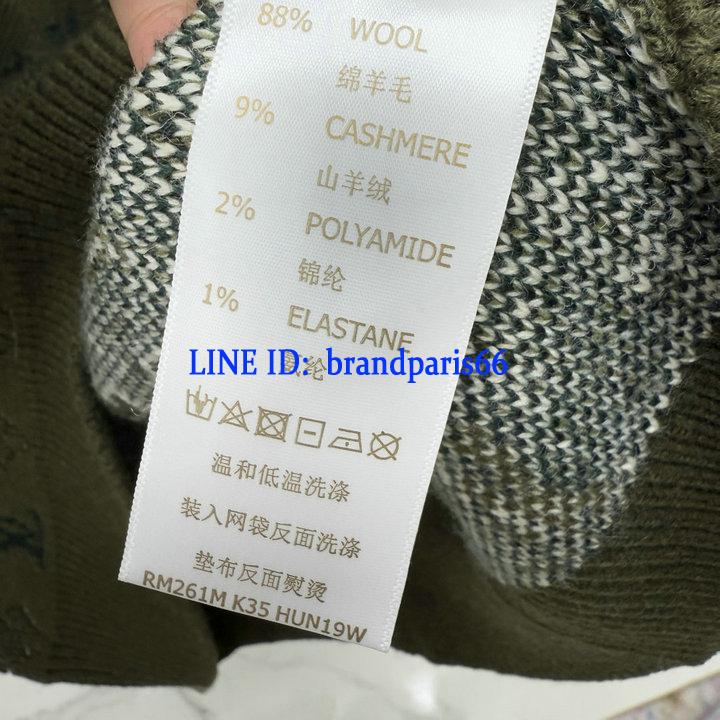 88% WOOL
绵羊毛
9% CASHMERE
山羊绒
2% POLYAMIDE
锦纶
1% ELASTANE
LINE ID: brandparis66
纶
温和低温洗涤
装入网袋反面洗涤
垫布反面熨烫
RM261M K35 HUN19W